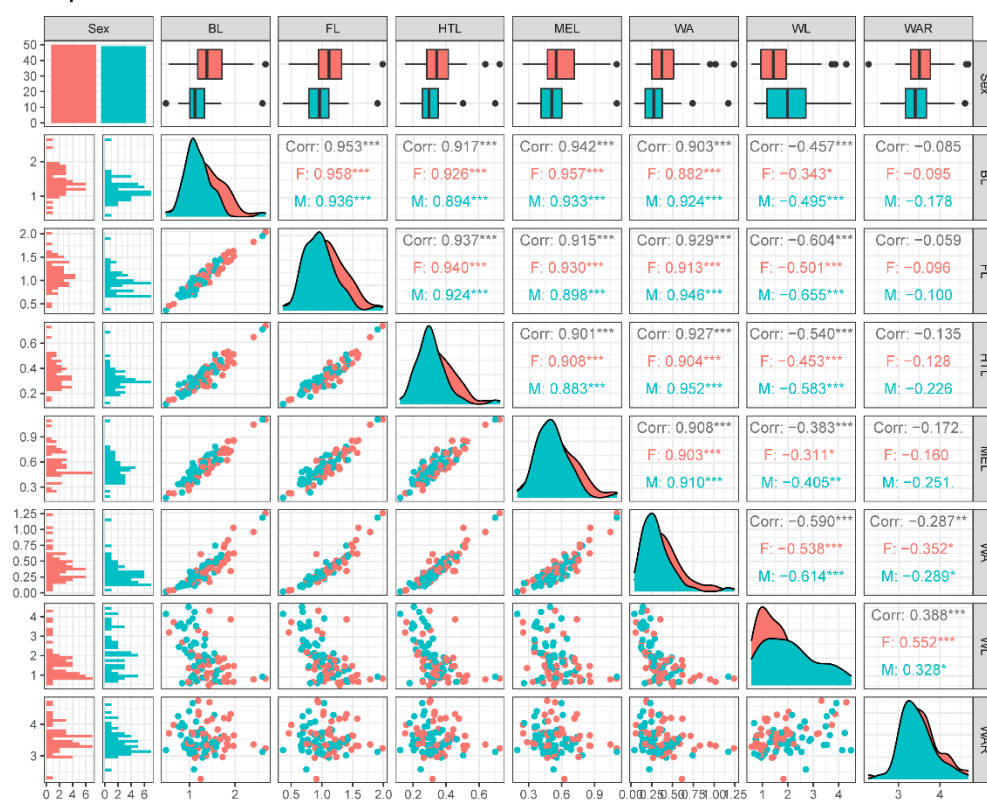 Sex BL FL HTL MEL WA WL WAR
50
40
30
20
10
0
Sex
2
1
Corr: 0.953*** Corr: 0.917*** Corr: 0.942*** Corr: 0.903*** Corr: −0.457*** Corr: −0.085
F: 0.958*** F: 0.926*** F: 0.957*** F: 0.882*** F: −0.343* F: −0.095
M: 0.936*** M: 0.894*** M: 0.933*** M: 0.924*** M: −0.495*** M: −0.178
BL
2.0
1.5
1.0
0.5
Corr: 0.937*** Corr: 0.915*** Corr: 0.929*** Corr: −0.604*** Corr: −0.059
F: 0.940*** F: 0.930*** F: 0.913*** F: −0.501*** F: −0.096
M: 0.924*** M: 0.898*** M: 0.946*** M: −0.655*** M: −0.100
FL
0.6
0.4
0.2
Corr: 0.901*** Corr: 0.927*** Corr: −0.540*** Corr: −0.135
F: 0.908*** F: 0.904*** F: −0.453*** F: −0.128
M: 0.883*** M: 0.952*** M: −0.583*** M: −0.226
HTL
0.9
0.6
0.3
Corr: 0.908*** Corr: −0.383*** Corr: −0.172.
F: 0.903*** F: −0.311* F: −0.160
M: 0.910*** M: −0.405** M: −0.251.
MEL
1.25
1.00
0.75
0.50
0.25
0.00
Corr: −0.590*** Corr: −0.287**
F: −0.538*** F: −0.352*
M: −0.614*** M: −0.289*
WA
4
3
2
1
Corr: 0.388***
F: 0.552***
M: 0.328*
WL
4
3
WAR
0 2 4 6 0 2 4 6 1 2 0.5 1.0 1.5 2.0 0.2 0.4 0.6 0.3 0.6 0.9 0.00 0.25 0.50 0.75 1.00 1.25 1 2 3 4 3 4